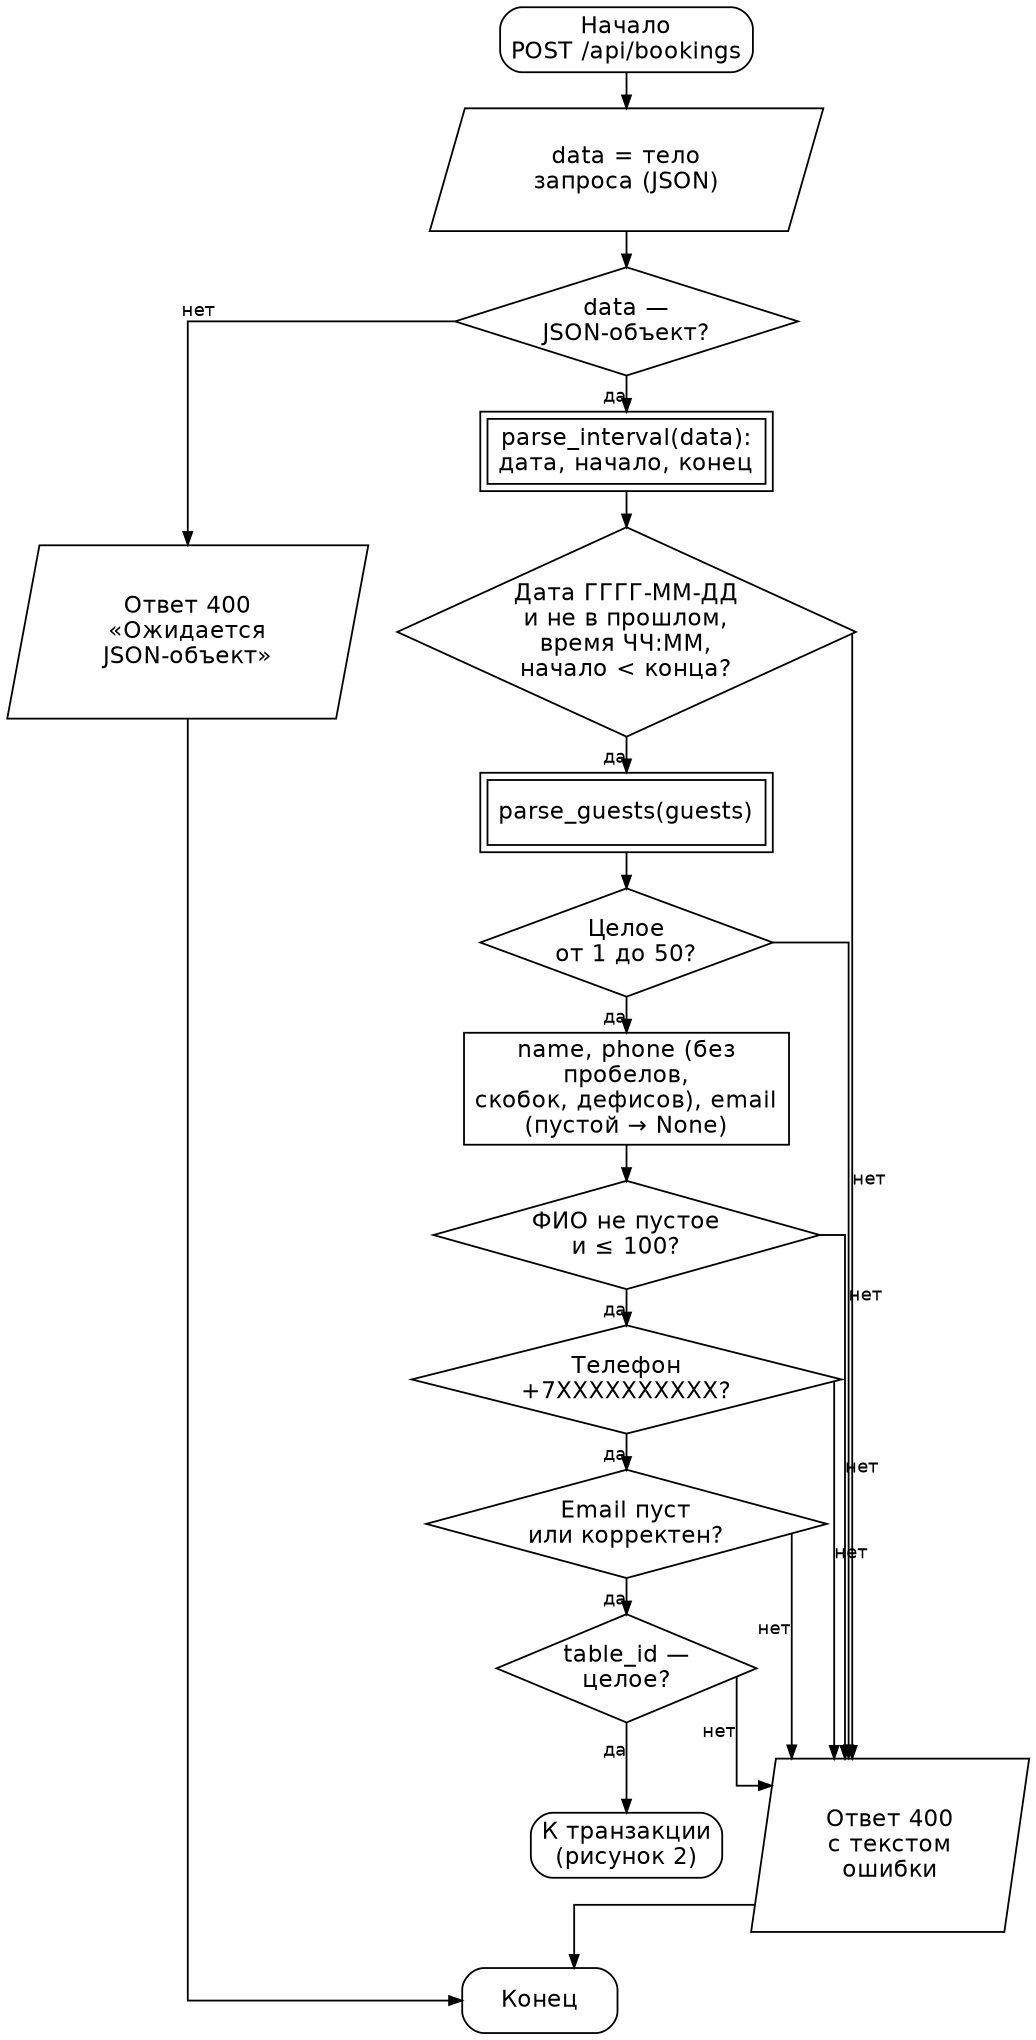 Начало
POST /api/bookings
data = тело
запроса (JSON)
data —
JSON-объект?
нет
да
parse_interval(data):
дата, начало, конец
Ответ 400
«Ожидается
JSON-объект»
Дата ГГГГ-ММ-ДД
и не в прошлом,
время ЧЧ:ММ,
начало < конца?
да
parse_guests(guests)
Целое
от 1 до 50?
да
name, phone (без
пробелов,
скобок, дефисов), email
(пустой → None)
нет
ФИО не пустое
и ≤ 100?
нет
да
Телефон
+7XXXXXXXXXX?
нет
да
Email пуст
или корректен?
нет
да
нет
table_id —
целое?
нет
да
К транзакции
(рисунок 2)
Ответ 400
с текстом
ошибки
Конец